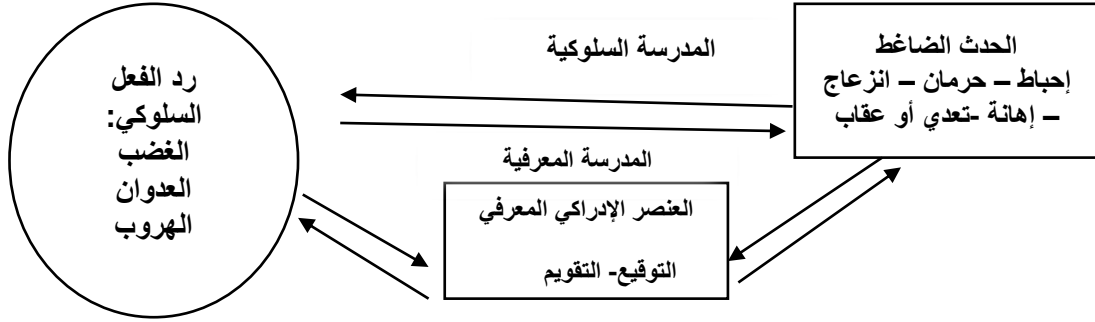 المدرسة السلوكية
الحدث الضاغط
إحباط – حرمان – انزعاج
– إهانة -تعدي أو عقاب
رد الفعل
السلوكي:
الغضب
العدوان
الهروب
المدرسة المعرفية
العنصر الإدراكي المعرفي
التوقيع- التقويم